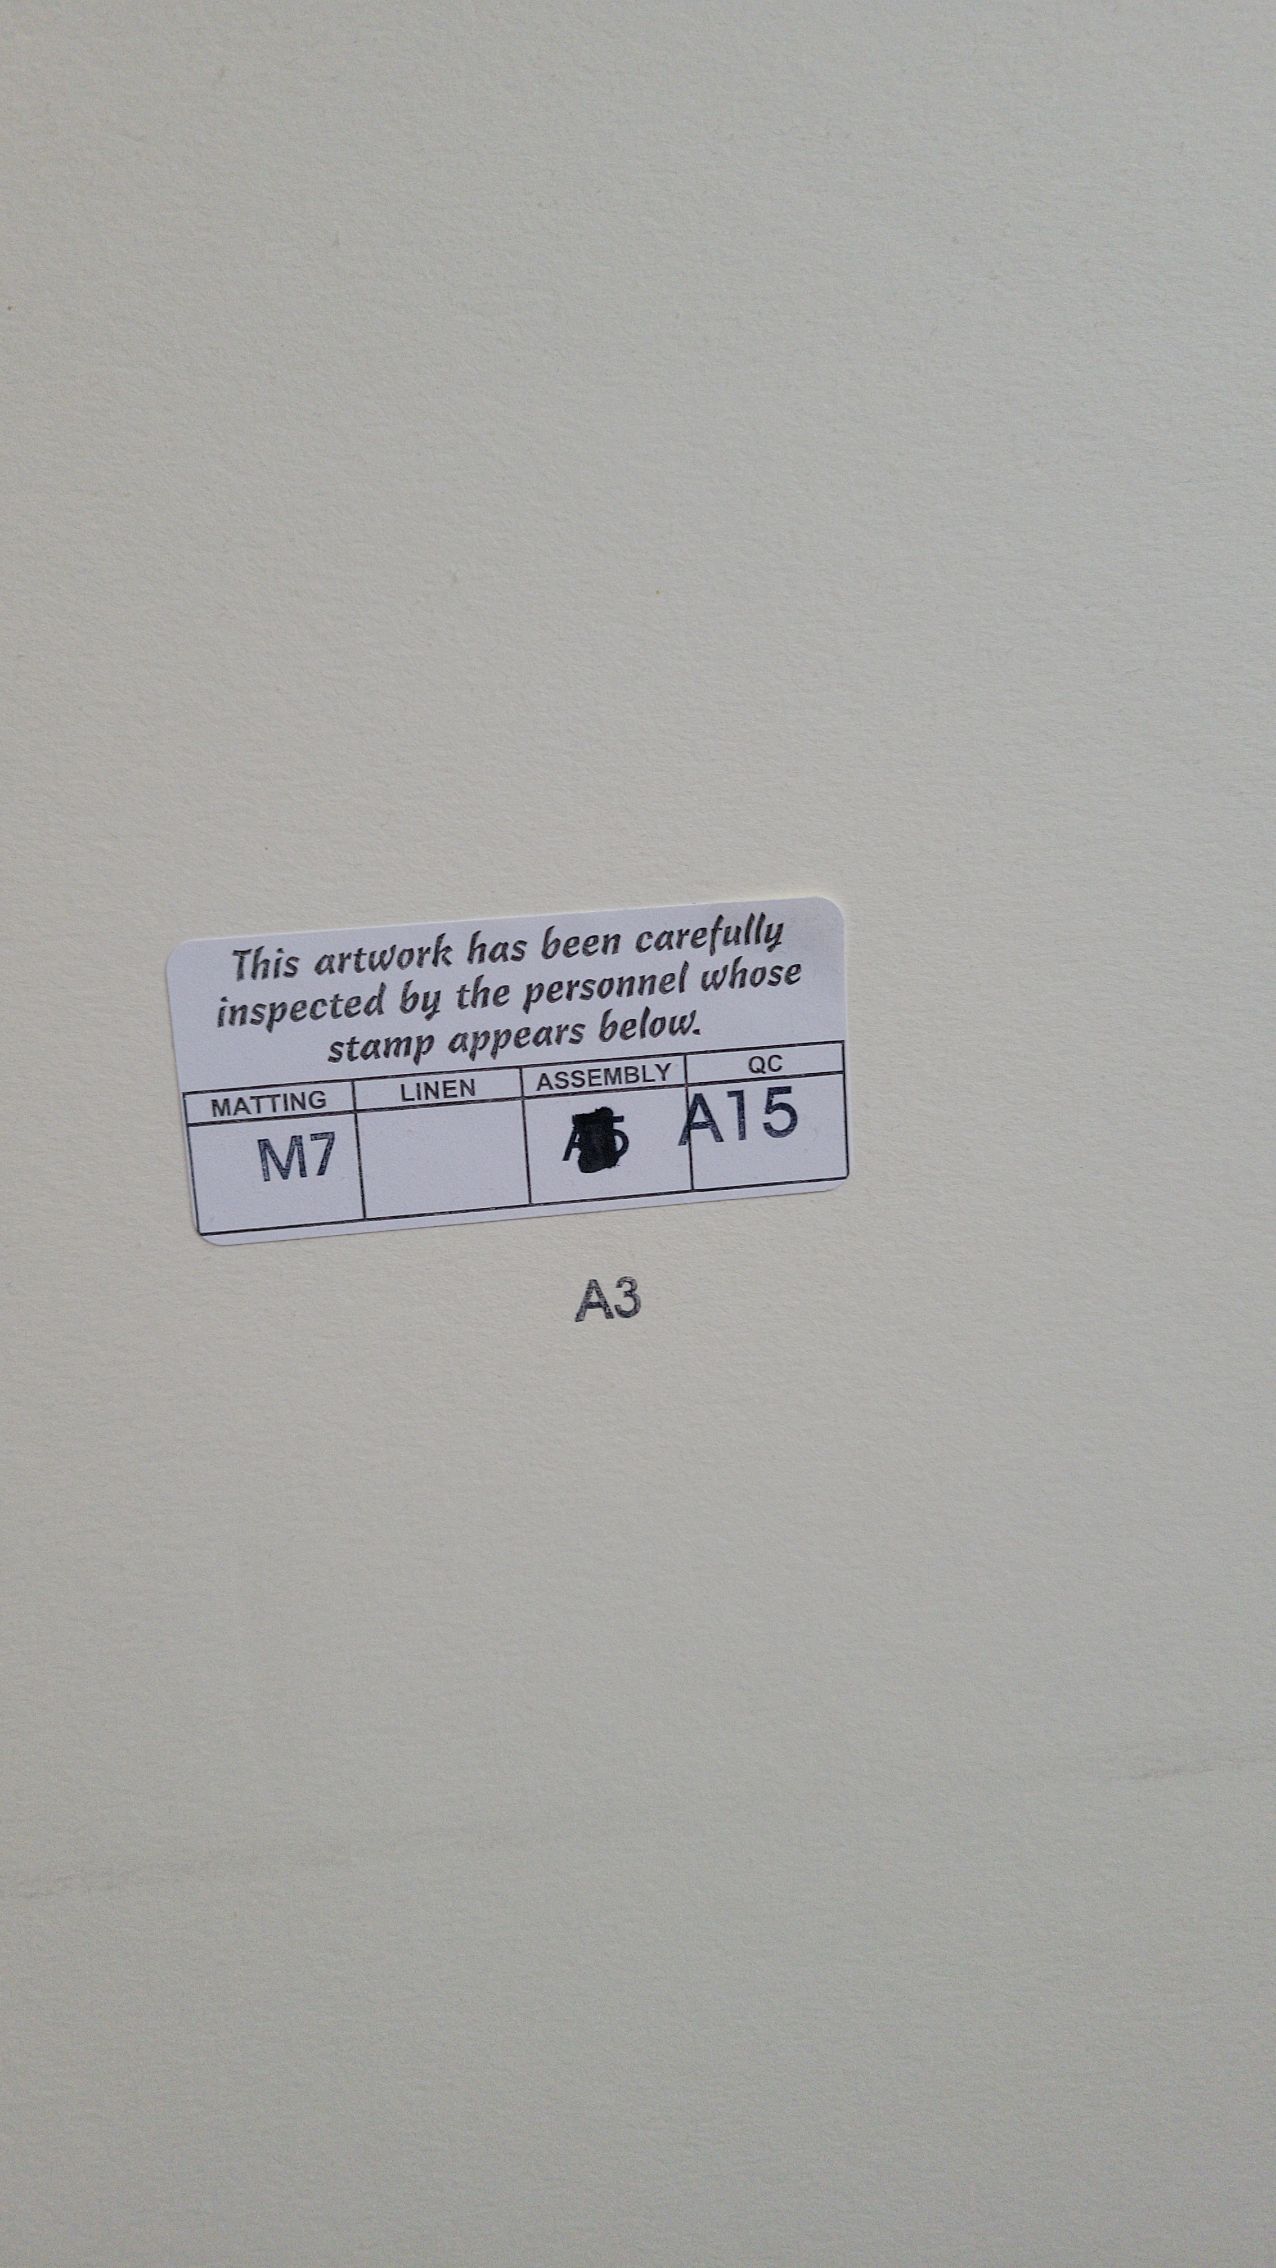 This artwork has been carefully
inspected by the personnel whose
stamp appears below.
MATTING LINEN ASSEMBLY QC
M7 A15
A3